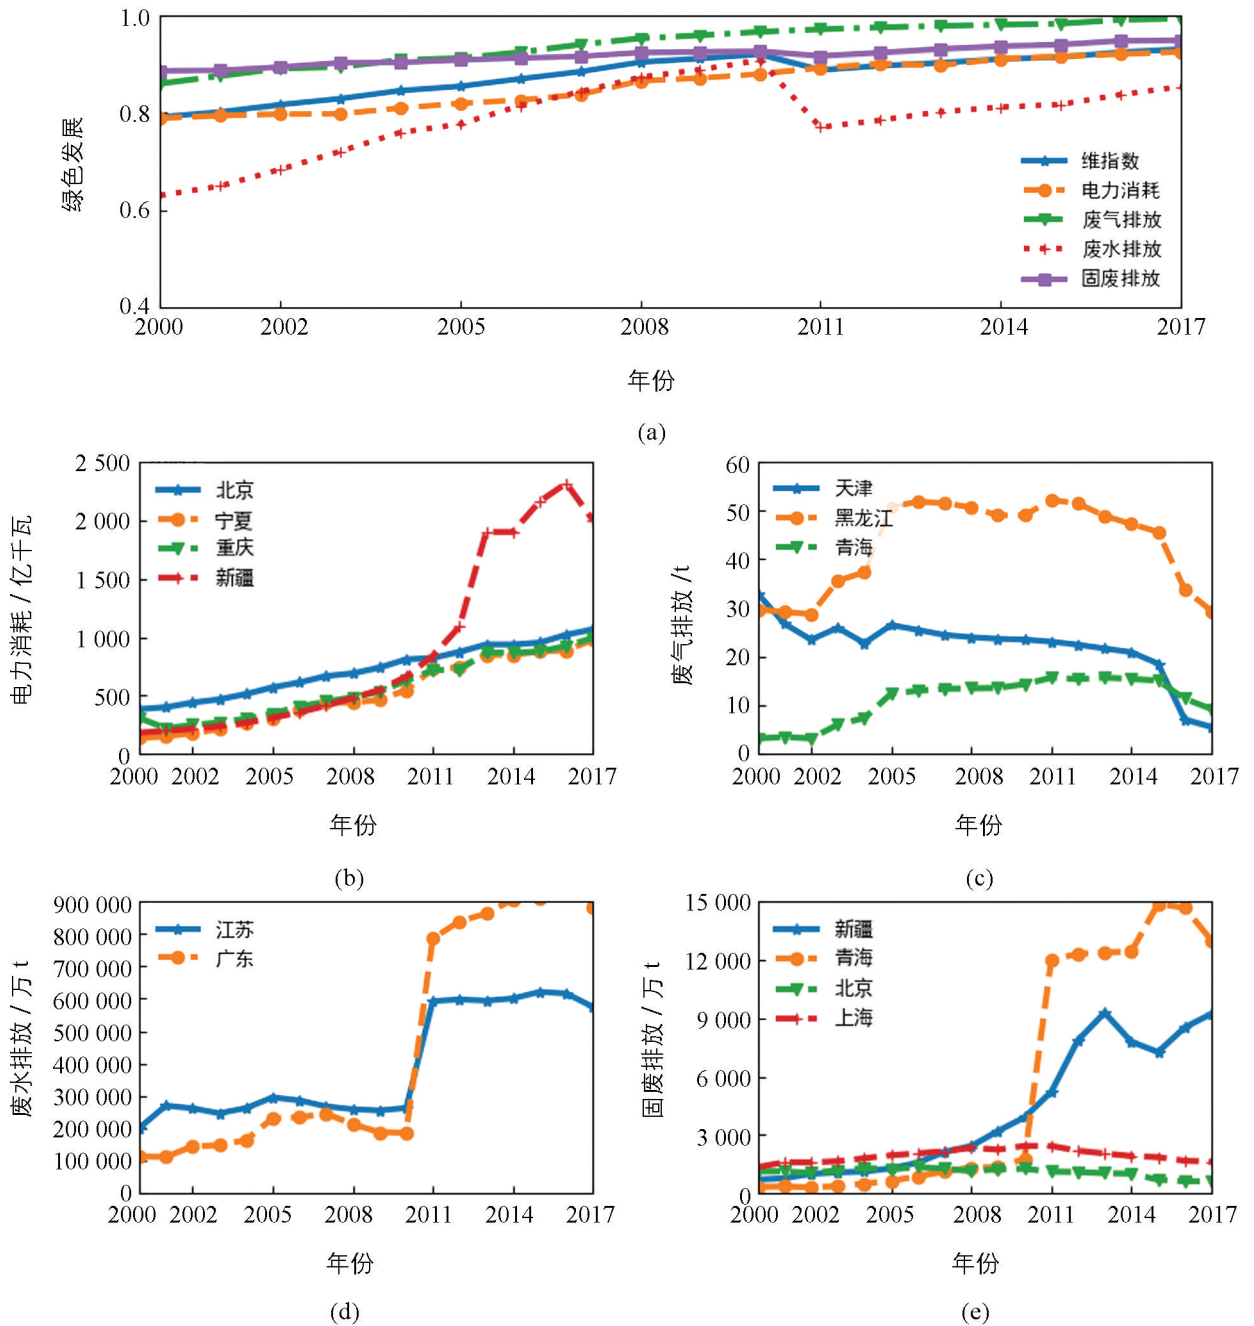 1.0
0.8
0.6
0.4
绿色发展
维指数
电力消耗
废气排放
废水排放
固废排放
2000 2002 2005 2008 2011 2014 2017
年份
(a)
2 500
2 000
1 500
1 000
500
0
电力消耗 / 亿千瓦
北京
宁夏
重庆
新疆
2000 2002 2005 2008 2011 2014 2017
年份
(b)
60
50
40
30
20
10
0
废气排放 /t
天津
黑龙江
青海
2000 2002 2005 2008 2011 2014 2017
年份
(c)
900 000
800 000
700 000
600 000
500 000
400 000
300 000
200 000
100 000
0
废水排放 / 万 t
江苏
广东
2000 2002 2005 2008 2011 2014 2017
年份
(d)
15 000
12 000
9 000
6 000
3 000
0
固废排放 / 万 t
新疆
青海
北京
上海
2000 2002 2005 2008 2011 2014 2017
年份
(e)